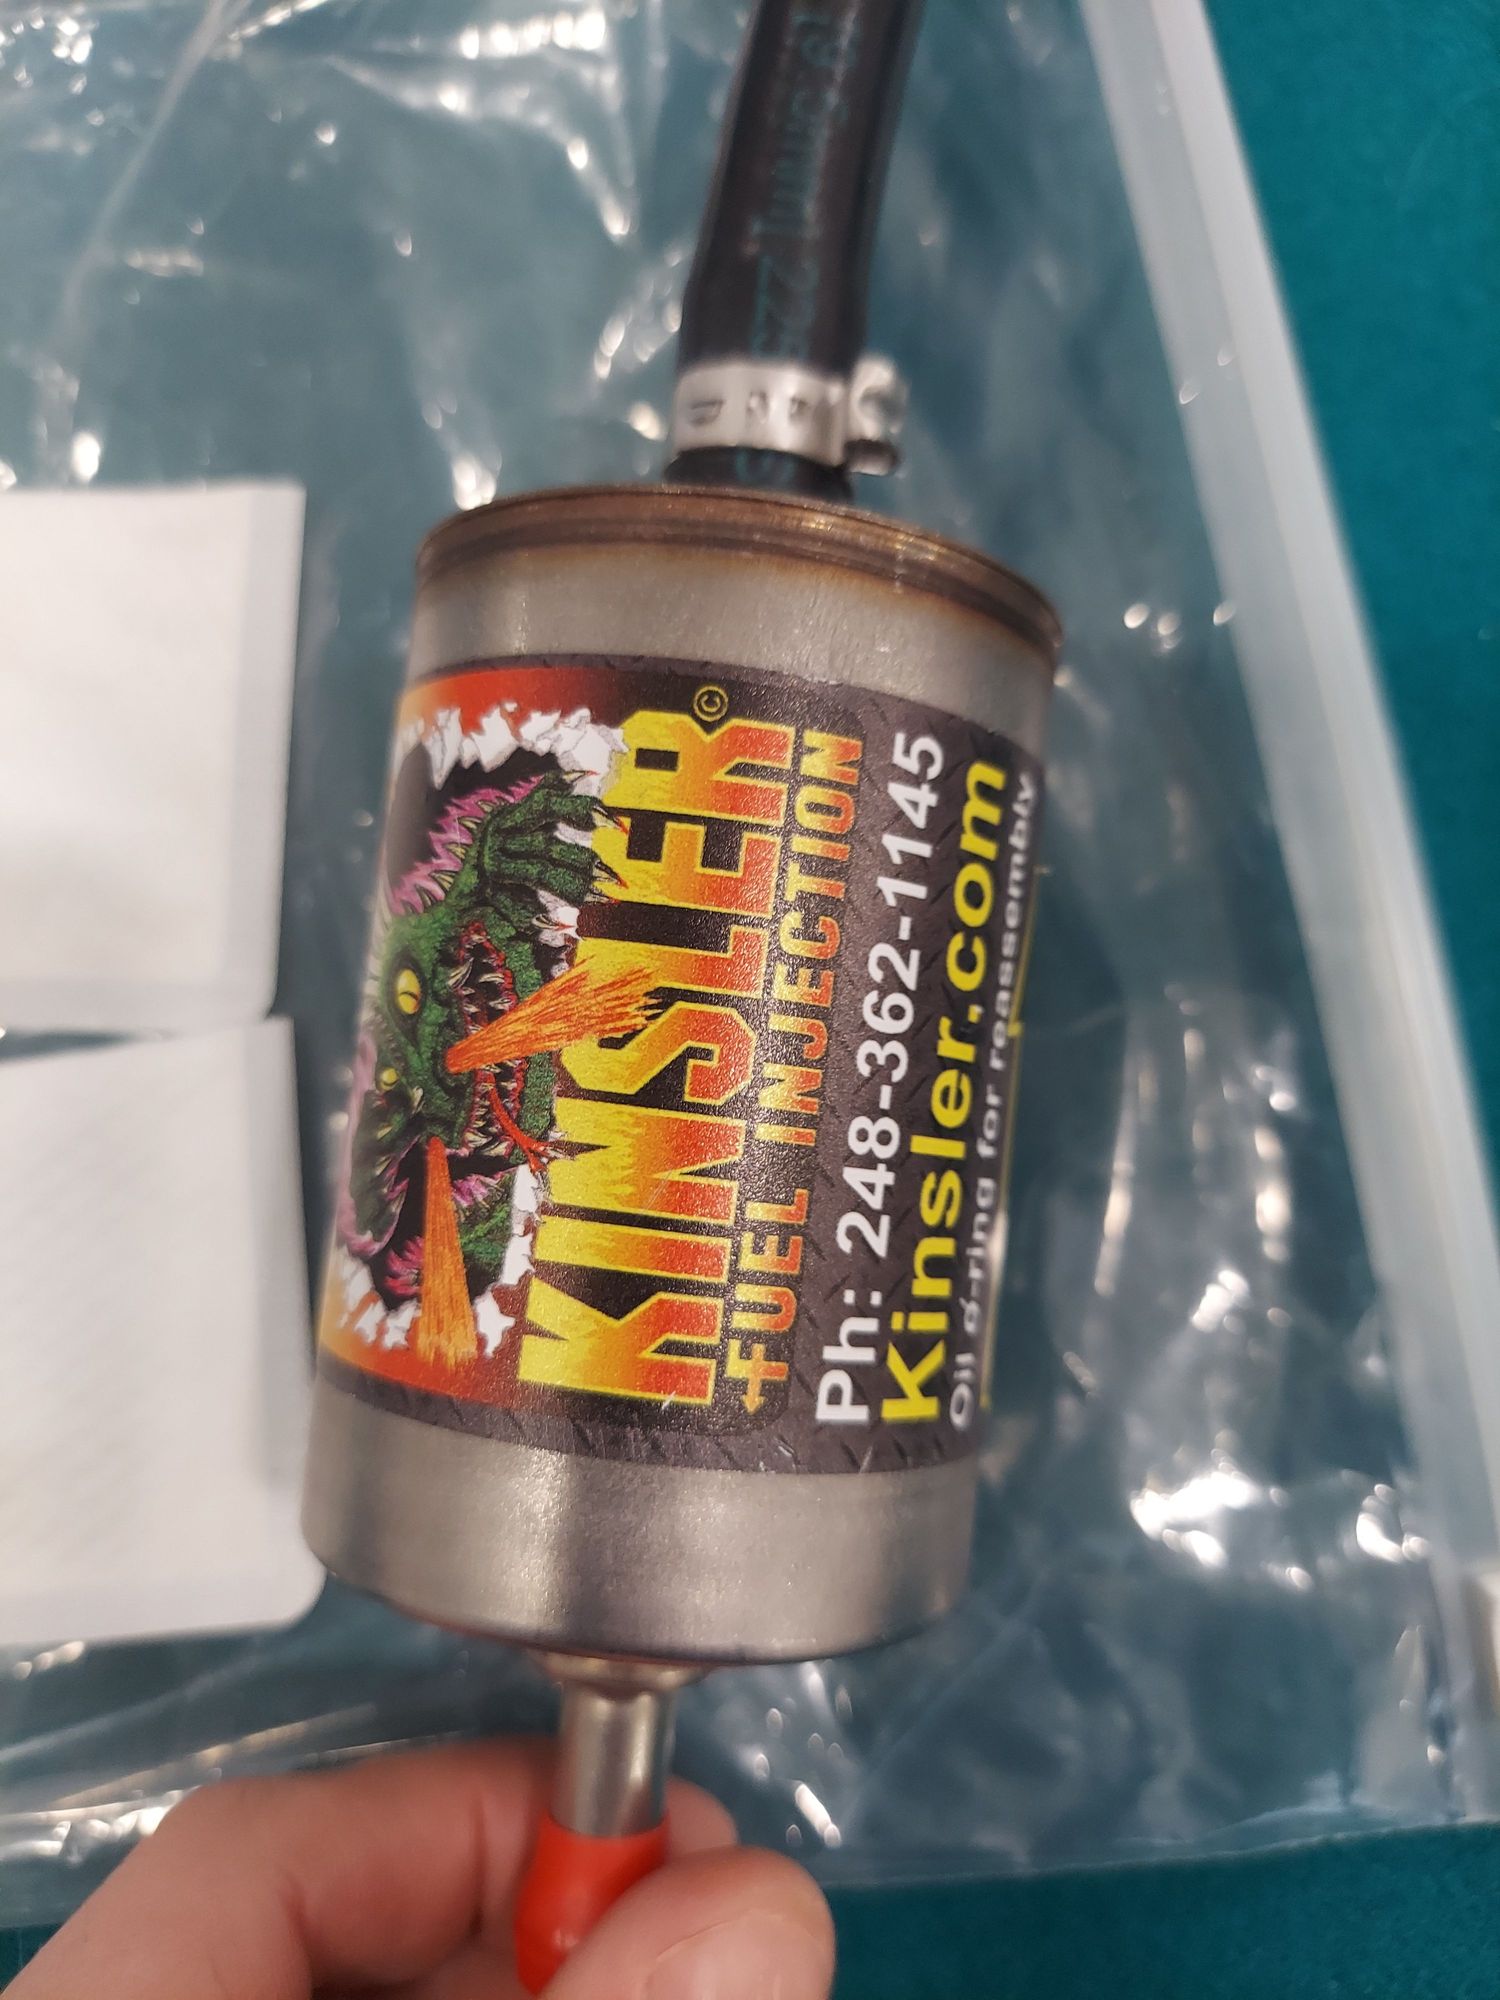 KINSLER©
FUEL INJECTION
Ph: 248-362-1145
Kinsler.com
Oil o-ring for reassembly